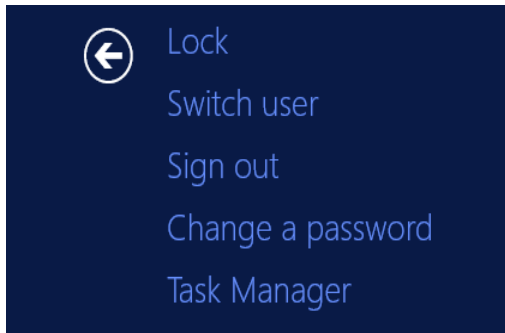 Lock
Switch user
Sign out
Change a password
Task Manager